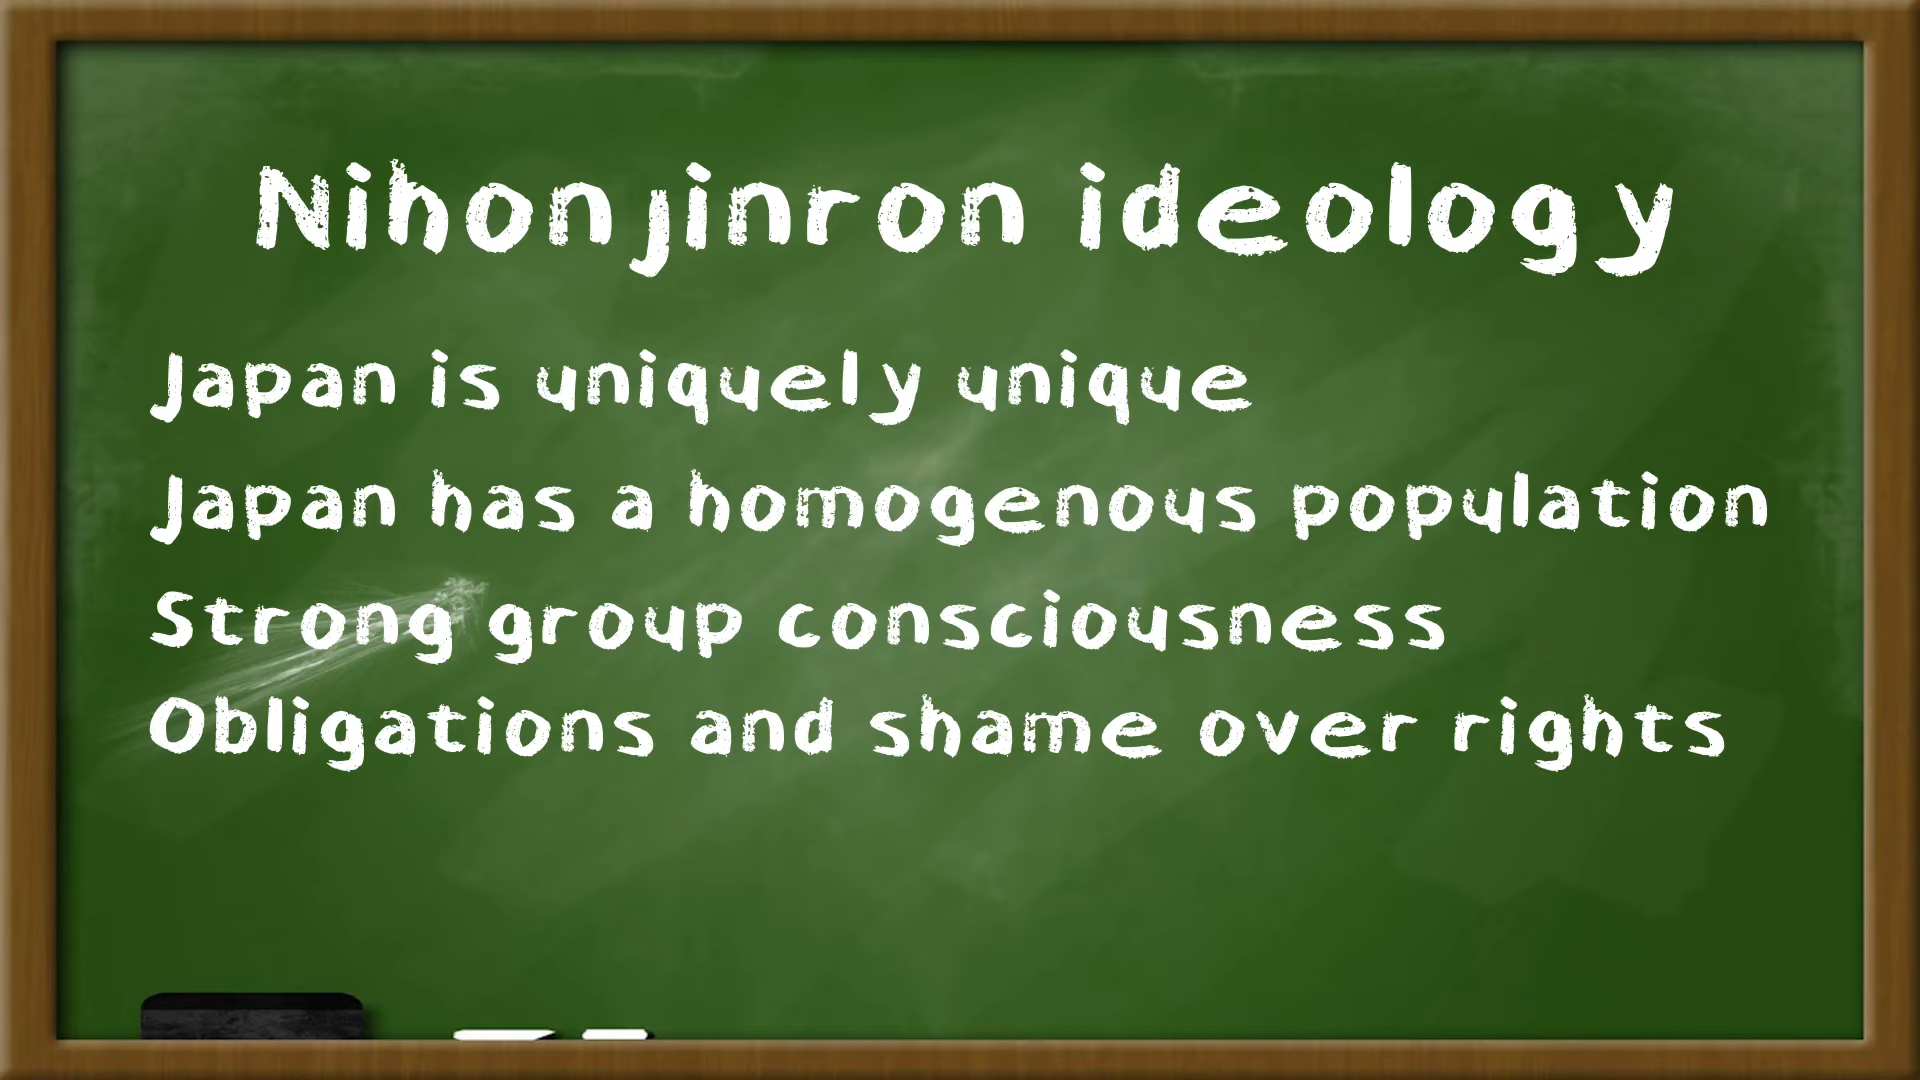 Nihonjinron ideology
Japan is uniquely unique
Japan has a homogenous population
Strong group consciousness
Obligations and shame over rights